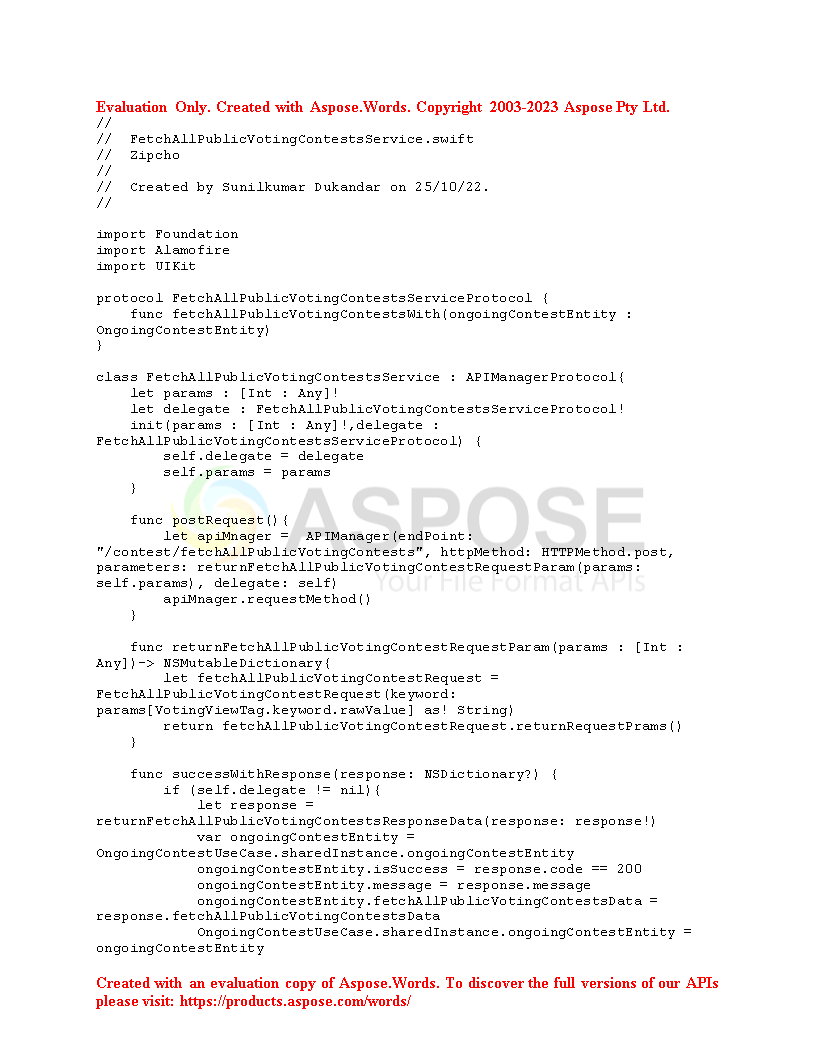 Evaluation Only. Created with Aspose.Words. Copyright 2003-2023 Aspose Pty Ltd.
//
//  FetchAllPublicVotingContestsService.swift
//  Zipcho
//
//  Created by Sunilkumar Dukandar on 25/10/22.
//
import Foundation
import Alamofire
import UIKit
protocol FetchAllPublicVotingContestsServiceProtocol {
    func fetchAllPublicVotingContestsWith(ongoingContestEntity :
OngoingContestEntity)
}
class FetchAllPublicVotingContestsService : APIManagerProtocol{
    let params : [Int : Any]!
    let delegate : FetchAllPublicVotingContestsServiceProtocol!
    init(params : [Int : Any]!,delegate :
FetchAllPublicVotingContestsServiceProtocol) {
        self.delegate = delegate
        self.params = params
    }
    func postRequest(){
        let apiMnager =  APIManager(endPoint:
"/contest/fetchAllPublicVotingContests", httpMethod: HTTPMethod.post,
parameters: returnFetchAllPublicVotingContestRequestParam(params:
self.params), delegate: self)
        apiMnager.requestMethod()
    }
    func returnFetchAllPublicVotingContestRequestParam(params : [Int :
Any])-> NSMutableDictionary{
        let fetchAllPublicVotingContestRequest =
FetchAllPublicVotingContestRequest(keyword:
params[VotingViewTag.keyword.rawValue] as! String)
        return fetchAllPublicVotingContestRequest.returnRequestPrams()
    }
    func successWithResponse(response: NSDictionary?) {
        if (self.delegate != nil){
            let response =
returnFetchAllPublicVotingContestsResponseData(response: response!)
            var ongoingContestEntity =
OngoingContestUseCase.sharedInstance.ongoingContestEntity
            ongoingContestEntity.isSuccess = response.code == 200
            ongoingContestEntity.message = response.message
            ongoingContestEntity.fetchAllPublicVotingContestsData =
response.fetchAllPublicVotingContestsData
            OngoingContestUseCase.sharedInstance.ongoingContestEntity =
ongoingContestEntity
Created with an evaluation copy of Aspose.Words. To discover the full versions of our APIs
please visit: https://products.aspose.com/words/
ASPOSE
Your File Format APIs